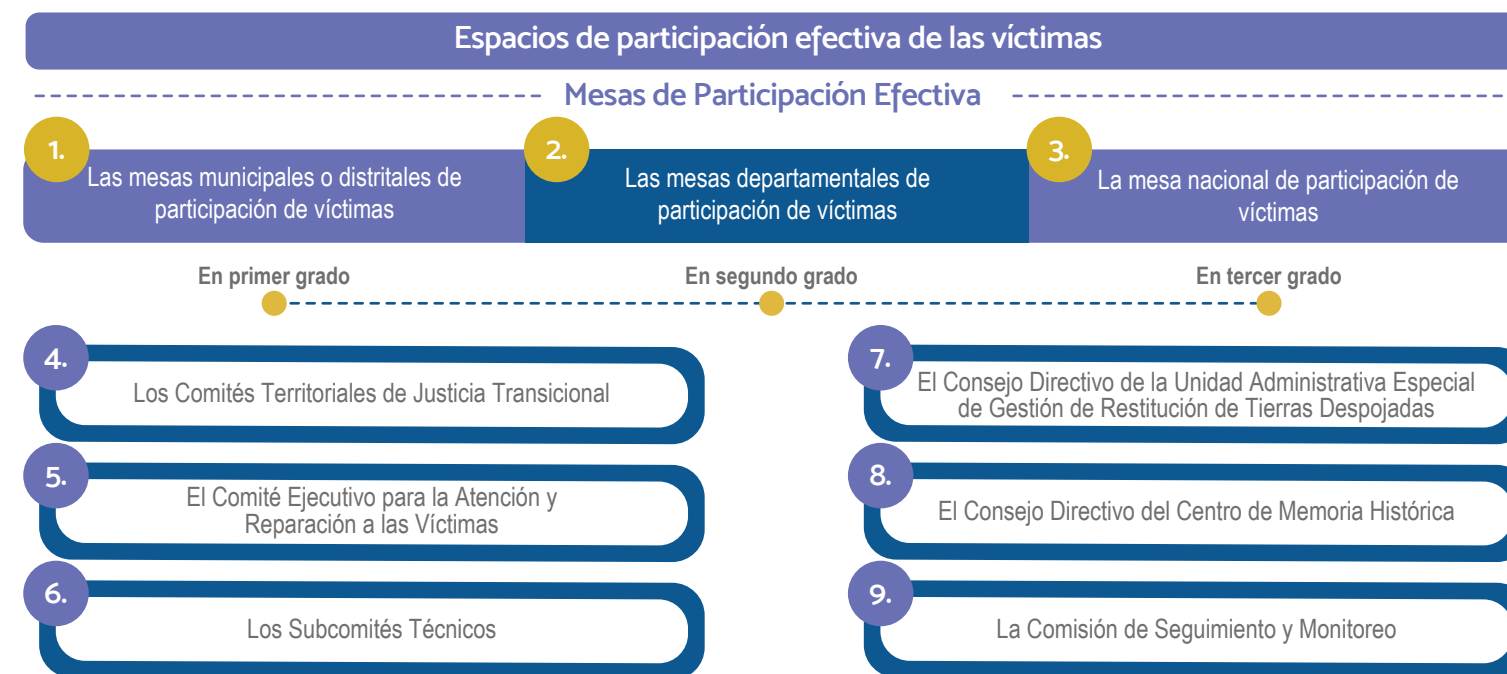 Espacios de participación efectiva de las víctimas
Mesas de Participación Efectiva
1.
Las mesas municipales o distritales de
participación de víctimas
2.
Las mesas departamentales de
participación de víctimas
3.
La mesa nacional de participación de
víctimas
En primer grado
En segundo grado
En tercer grado
4.
Los Comités Territoriales de Justicia Transicional
5.
El Comité Ejecutivo para la Atención y
Reparación a las Víctimas
6.
Los Subcomités Técnicos
7.
El Consejo Directivo de la Unidad Administrativa Especial
de Gestión de Restitución de Tierras Despojadas
8.
El Consejo Directivo del Centro de Memoria Histórica
9.
La Comisión de Seguimiento y Monitoreo